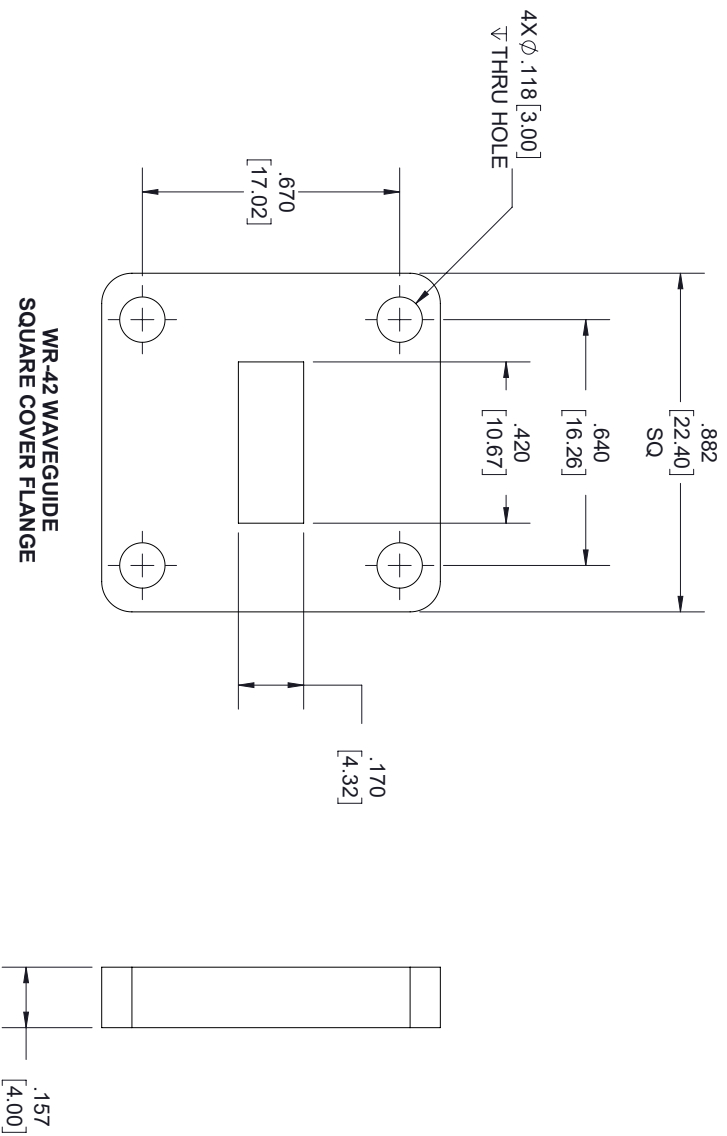 4X⌀.118 [3.00]
↧ THRU HOLE
.882
[22.40]
SQ
.640
[16.26]
.420
[10.67]
.670
[17.02]
.170
[4.32]
.157
[4.00]
WR-42 WAVEGUIDE
SQUARE COVER FLANGE